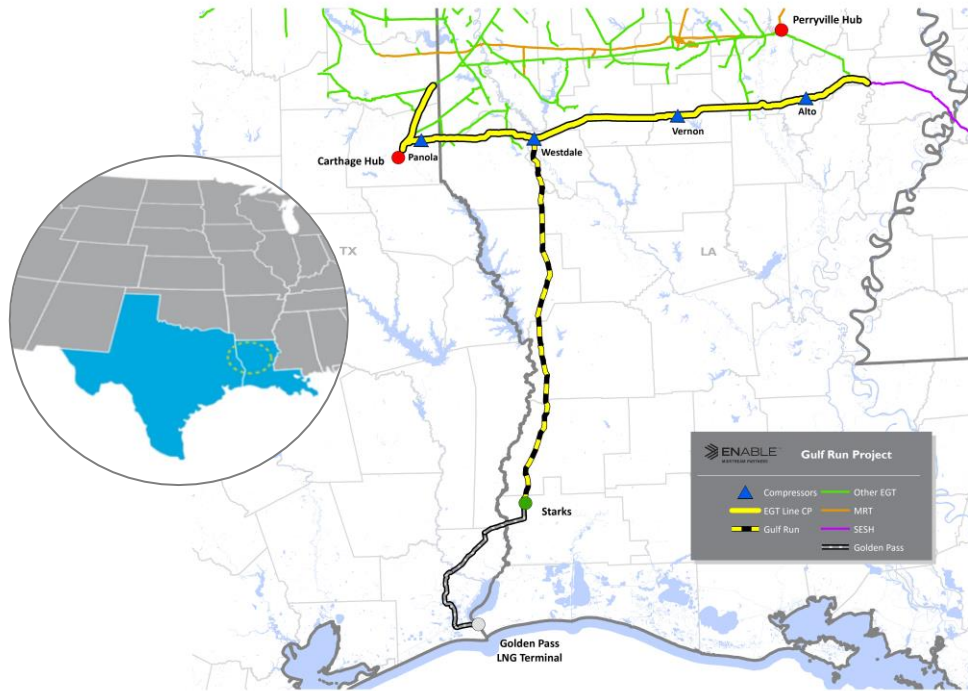 Perryville Hub
Alto
Vernon
Westdale
Panola
Carthage Hub
TX
LA
Starks
Golden Pass
LNG Terminal
ENABLE™
MIDSTREAM PARTNERS
Gulf Run Project
Compressors
Other EGT
EGT Line CP
MRT
Gulf Run
SESH
Golden Pass